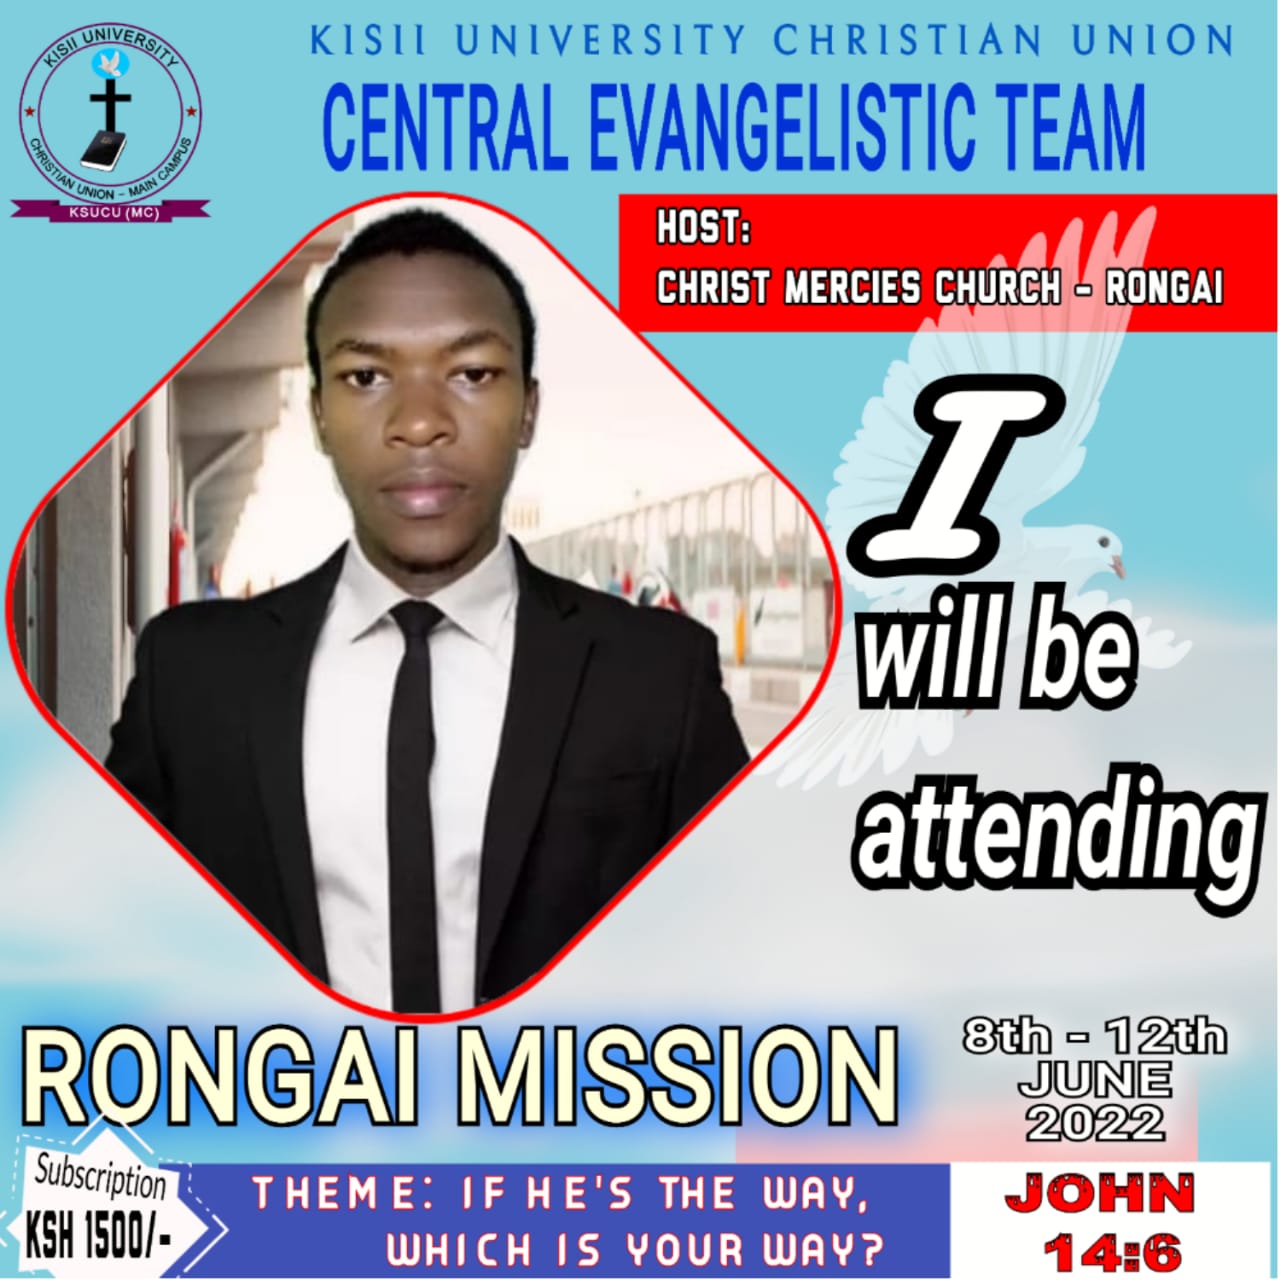 KISII UNIVERSITY
CHRISTIAN UNION - MAIN CAMPUS
KSUCU (MC)
KISII UNIVERSITY CHRISTIAN UNION
CENTRAL EVANGELISTIC TEAM
HOST:
CHRIST MERCIES CHURCH - RONGAI
I
will be
attending
RONGAI MISSION
8th - 12th
JUNE
2022
Subscription
KSH 1500/-
THEME: IF HE'S THE WAY,
WHICH IS YOUR WAY?
JOHN
14:6